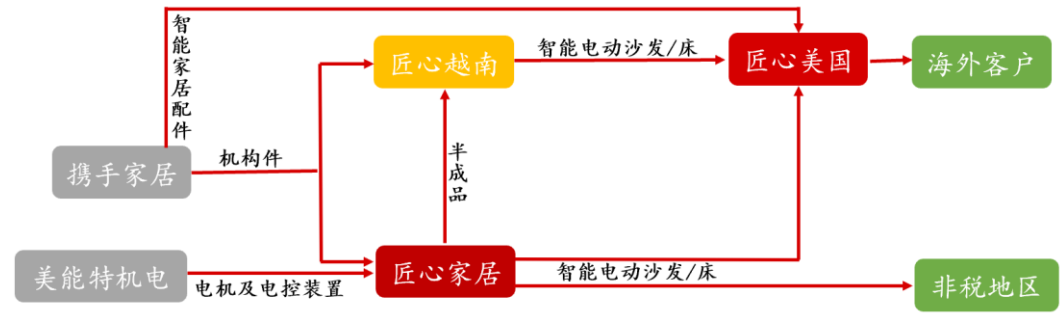 智能家居配件
匠心越南
智能电动沙发/床
匠心美国
海外客户
携手家居
机构件
半成品
美能特机电
电机及电控装置
匠心家居
智能电动沙发/床
非税地区